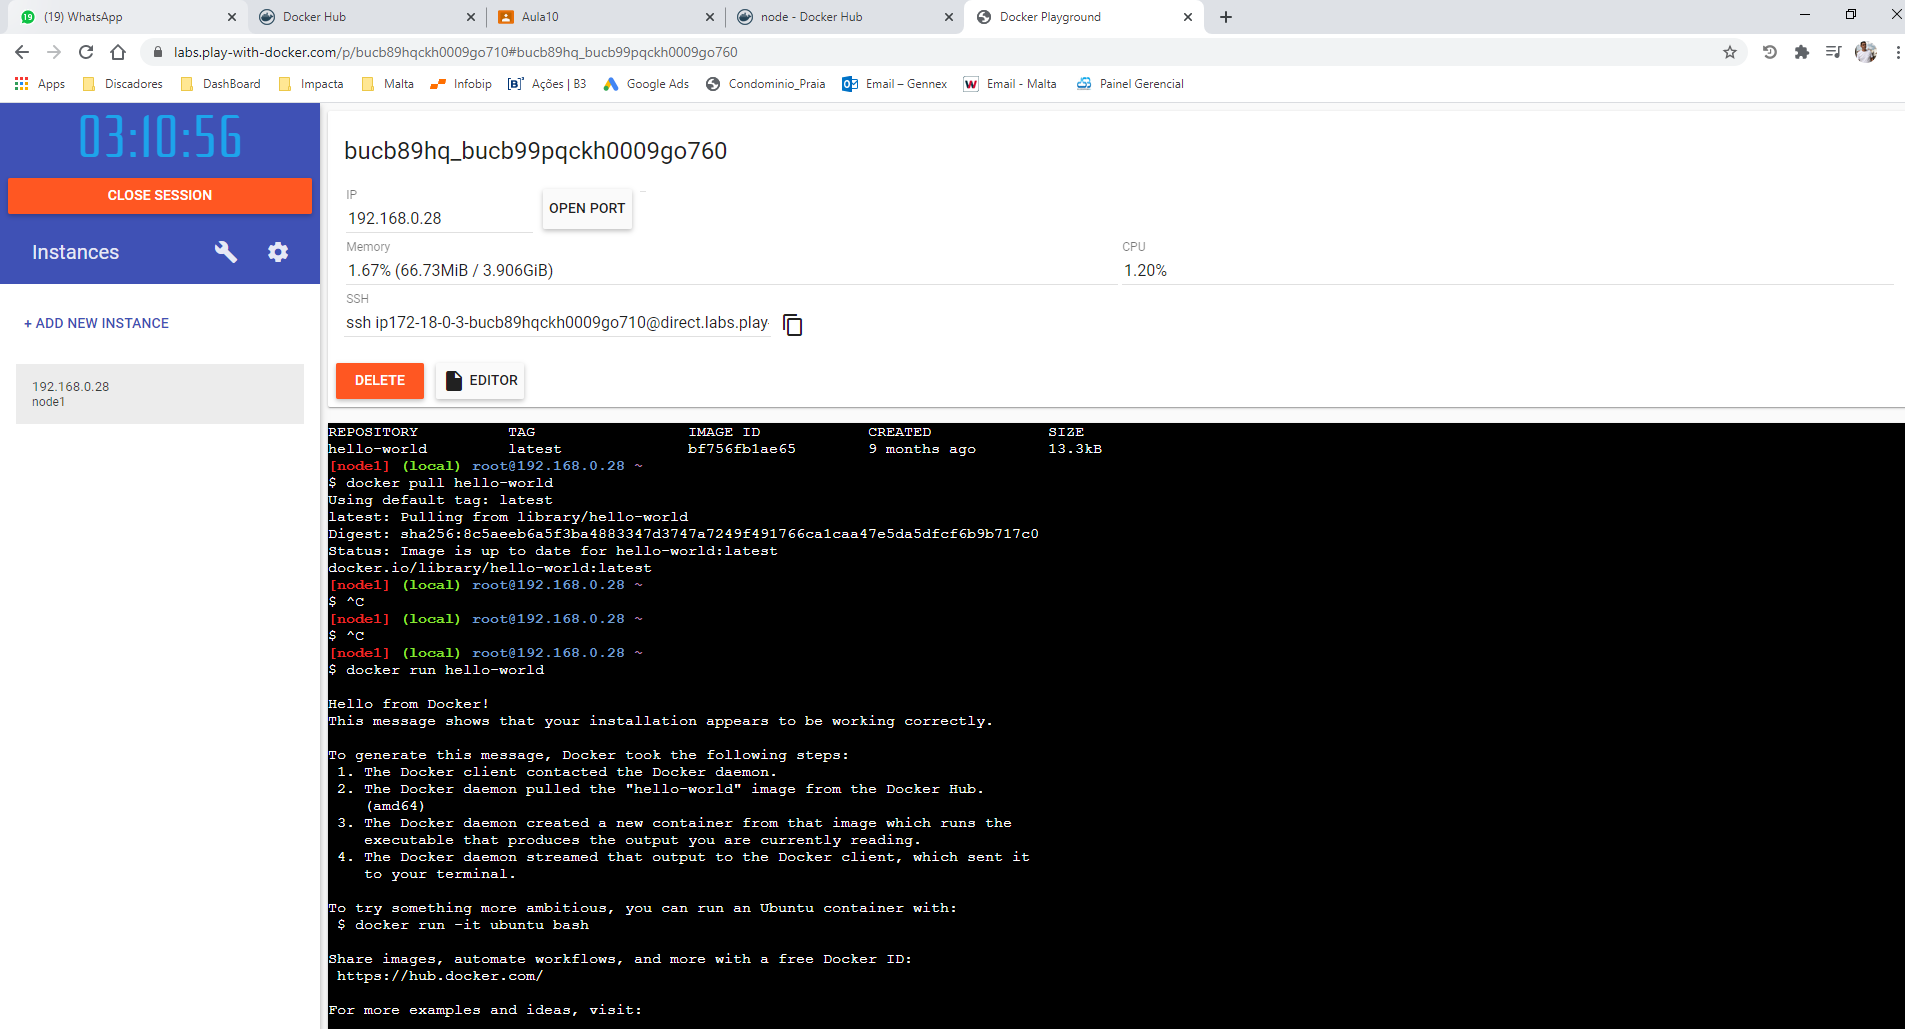 (19) WhatsApp
Docker Hub
Aula10
node - Docker Hub
Docker Playground
labs.play-with-docker.com/p/bucb89hqckh0009go710#bucb89hq_bucb99pqckh0009go760
Apps Discadores DashBoard Impacta Malta Infobip [B]³ Ações | B3 Google Ads Condominio_Praia Email – Gennex W Email - Malta Painel Gerencial
03:10:56
CLOSE SESSION
Instances
+ ADD NEW INSTANCE
192.168.0.28
node1
bucb89hq_bucb99pqckh0009go760
IP
192.168.0.28
OPEN PORT
Memory
1.67% (66.73MiB / 3.906GiB)
CPU
1.20%
SSH
ssh ip172-18-0-3-bucb89hqckh0009go710@direct.labs.play-
DELETE
EDITOR
REPOSITORY TAG IMAGE ID CREATED SIZE
hello-world latest bf756fb1ae65 9 months ago 13.3kB
[node1] (local) root@192.168.0.28 ~
$ docker pull hello-world
Using default tag: latest
latest: Pulling from library/hello-world
Digest: sha256:8c5aeeb6a5f3ba4883347d3747a7249f491766ca1caa47e5da5dfcf6b9b717c0
Status: Image is up to date for hello-world:latest
docker.io/library/hello-world:latest
[node1] (local) root@192.168.0.28 ~
$ ^C
[node1] (local) root@192.168.0.28 ~
$ ^C
[node1] (local) root@192.168.0.28 ~
$ docker run hello-world
Hello from Docker!
This message shows that your installation appears to be working correctly.
To generate this message, Docker took the following steps:
1. The Docker client contacted the Docker daemon.
2. The Docker daemon pulled the "hello-world" image from the Docker Hub.
(amd64)
3. The Docker daemon created a new container from that image which runs the
executable that produces the output you are currently reading.
4. The Docker daemon streamed that output to the Docker client, which sent it
to your terminal.
To try something more ambitious, you can run an Ubuntu container with:
$ docker run -it ubuntu bash
Share images, automate workflows, and more with a free Docker ID:
https://hub.docker.com/
For more examples and ideas, visit: